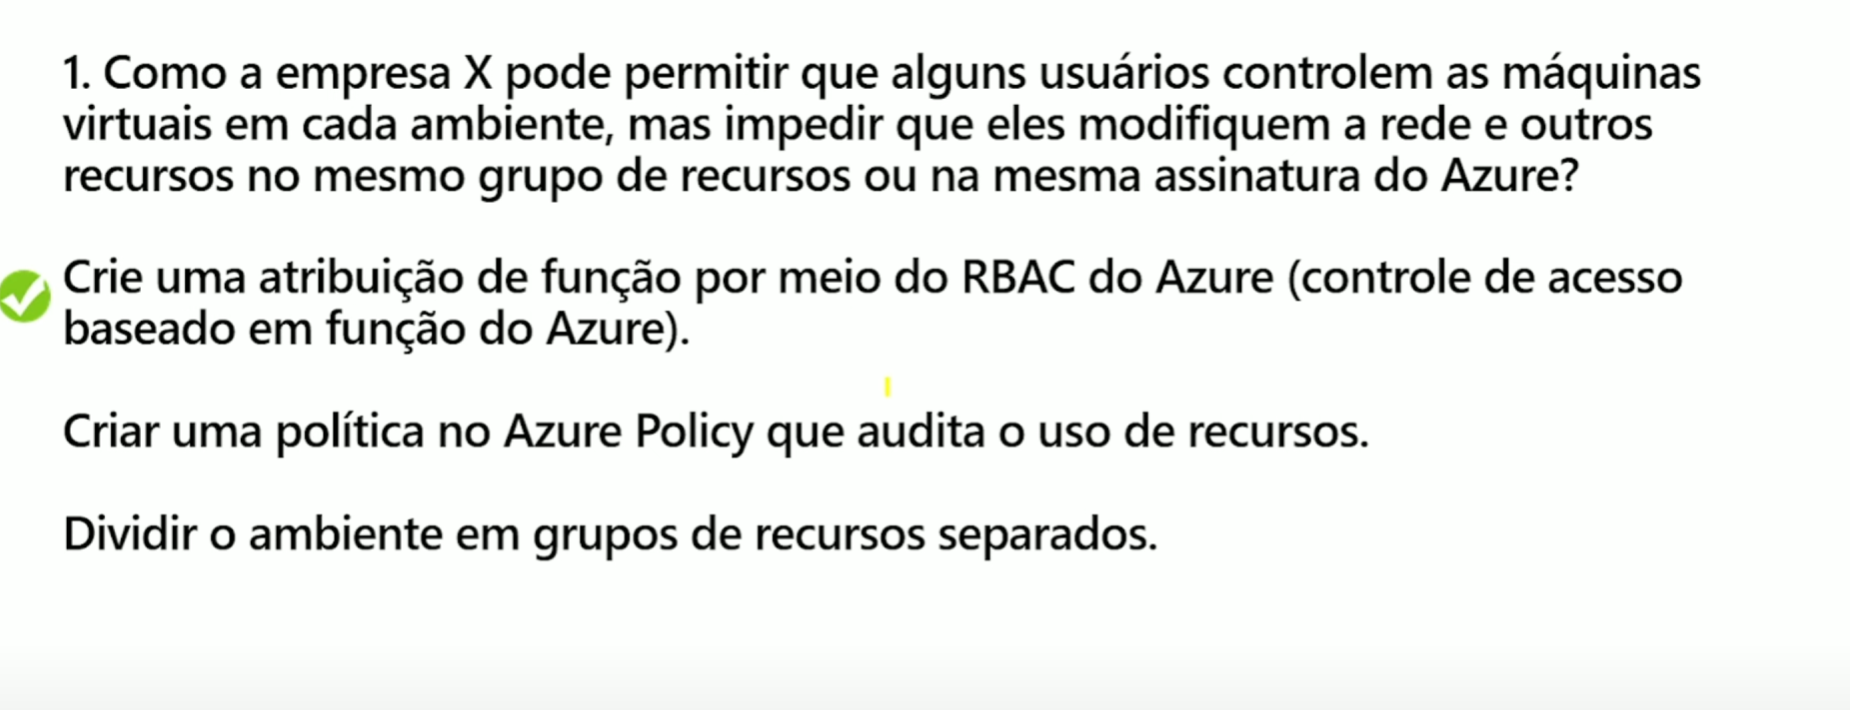 1. Como a empresa X pode permitir que alguns usuários controlem as máquinas
virtuais em cada ambiente, mas impedir que eles modifiquem a rede e outros
recursos no mesmo grupo de recursos ou na mesma assinatura do Azure?
Crie uma atribuição de função por meio do RBAC do Azure (controle de acesso
baseado em função do Azure).
Criar uma política no Azure Policy que audita o uso de recursos.
Dividir o ambiente em grupos de recursos separados.